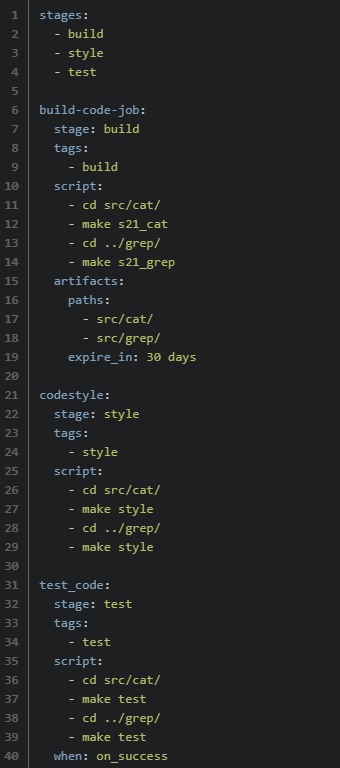 1 stages:
2   - build
3   - style
4   - test
5
6 build-code-job:
7   stage: build
8   tags:
9     - build
10   script:
11     - cd src/cat/
12     - make s21_cat
13     - cd ../grep/
14     - make s21_grep
15   artifacts:
16     paths:
17       - src/cat/
18       - src/grep/
19     expire_in: 30 days
20
21 codestyle:
22   stage: style
23   tags:
24     - style
25   script:
26     - cd src/cat/
27     - make style
28     - cd ../grep/
29     - make style
30
31 test_code:
32   stage: test
33   tags:
34     - test
35   script:
36     - cd src/cat/
37     - make test
38     - cd ../grep/
39     - make test
40   when: on_success